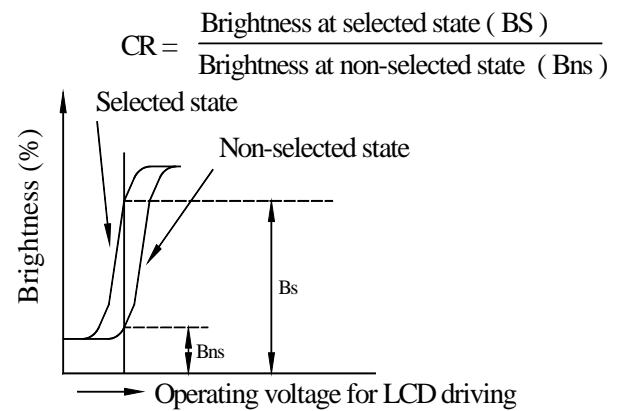 CR = Brightness at selected state ( BS )
Brightness at non-selected state ( Bns )
Selected state
Non-selected state
Brightness (%)
Bs
Bns
Operating voltage for LCD driving